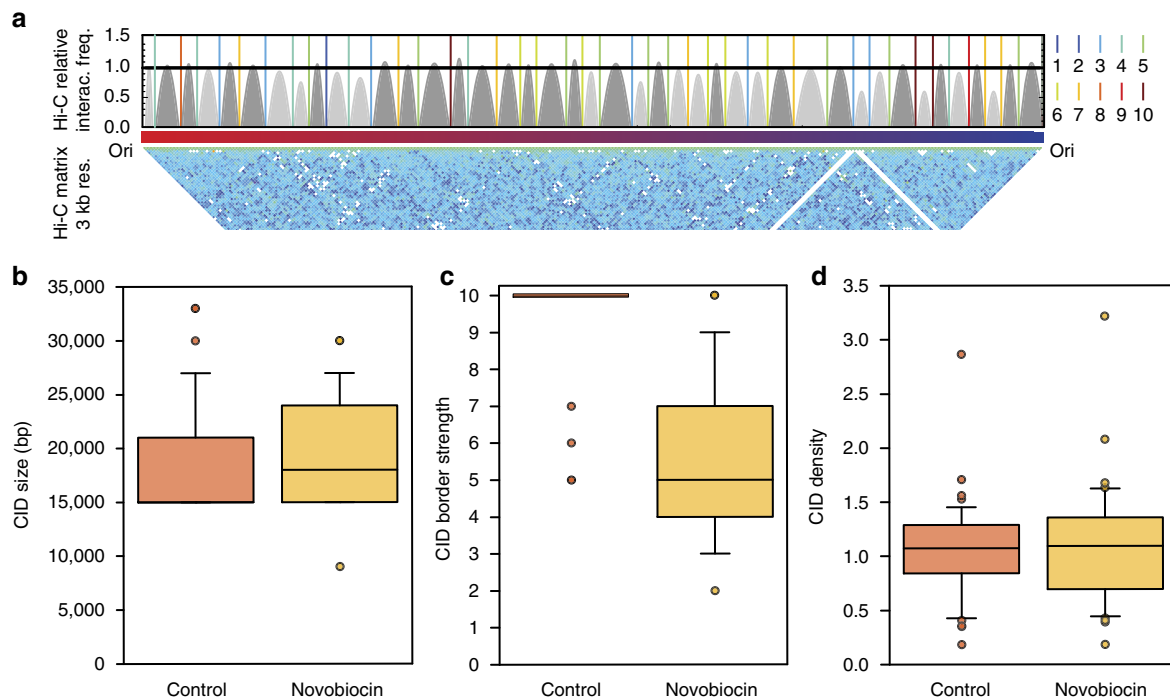 a
Hi-C relative
interac. freq.
1.5
1.0
0.5
0.0
1 2 3 4 5
6 7 8 9 10
Ori
Ori
Hi-C matrix
3 kb res.
b
CID size (bp)
35,000
30,000
25,000
20,000
15,000
10,000
5,000
0
Control Novobiocin
c
CID border strength
10
9
8
7
6
5
4
3
2
1
0
Control Novobiocin
d
CID density
3.5
3.0
2.5
2.0
1.5
1.0
0.5
0.0
Control Novobiocin